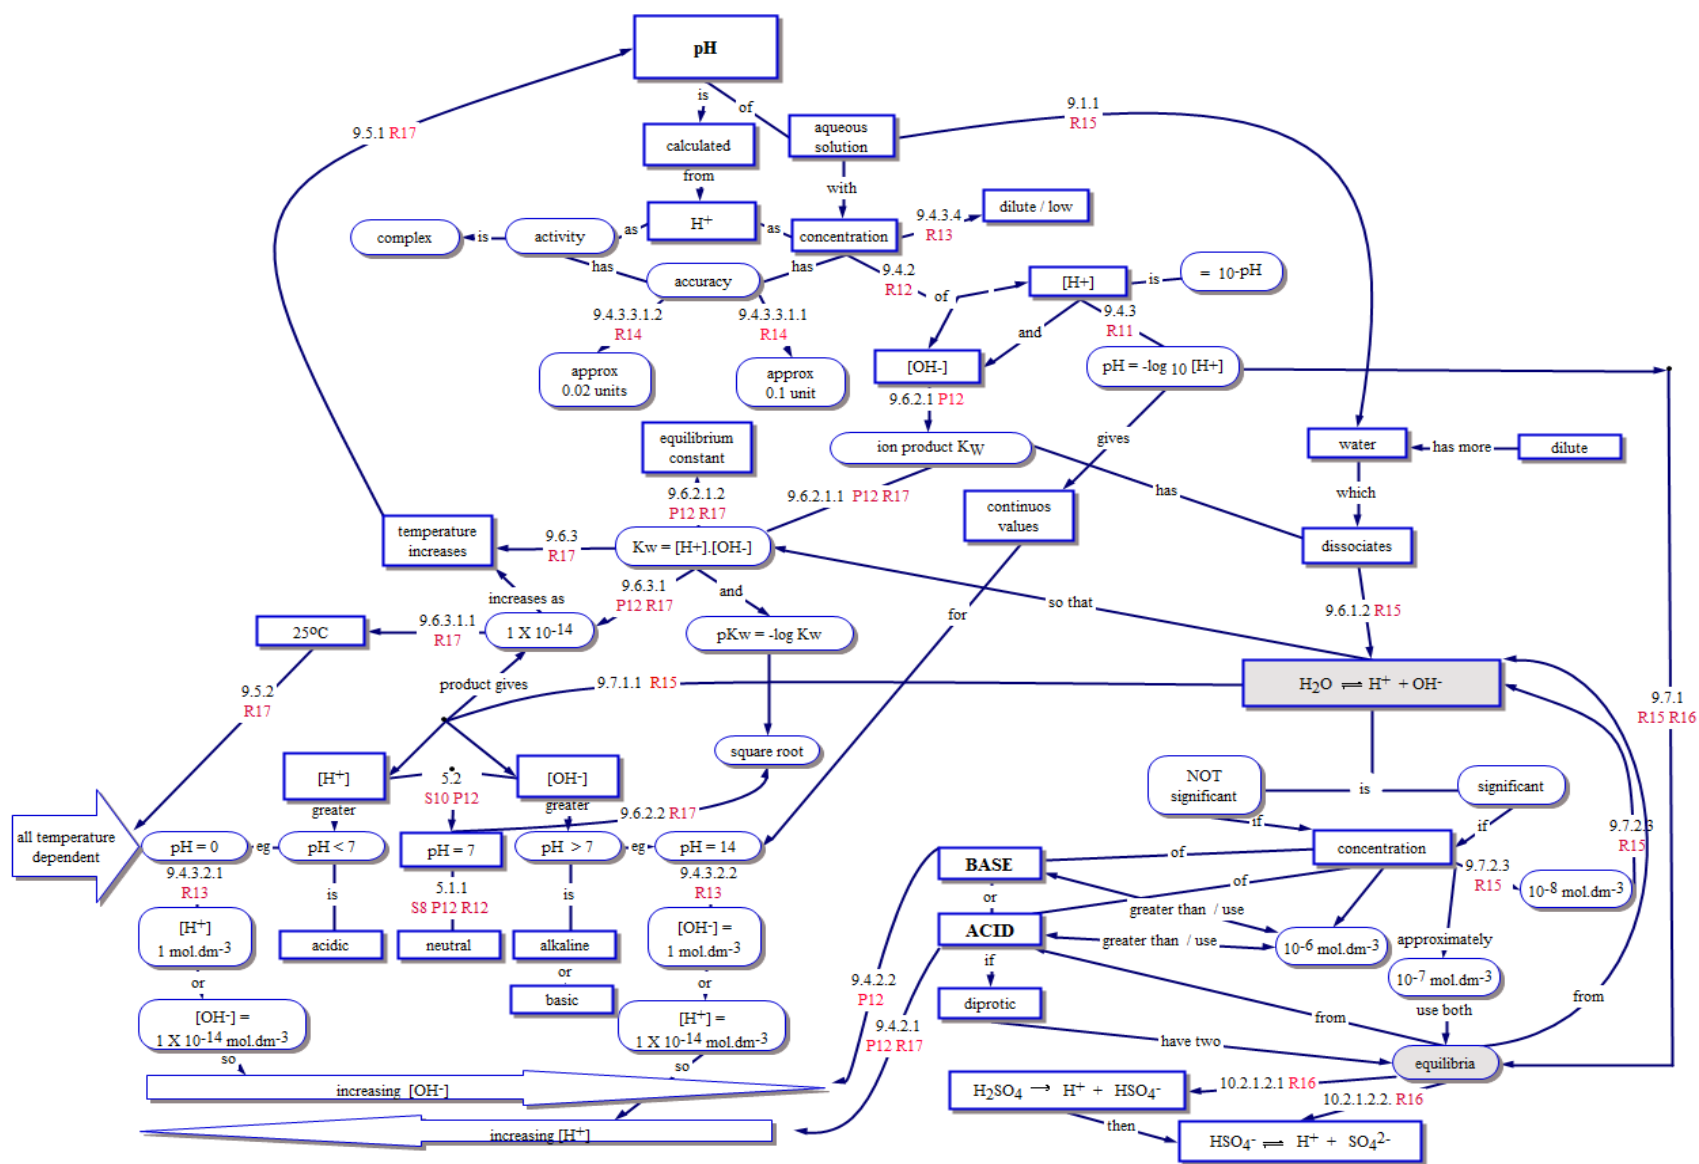 pH
is
of
9.1.1
R15
9.5.1 R17
calculated
aqueous
solution
from
with
H+
as
as
activity
is
complex
concentration
9.4.3.4
R13
dilute / low
has
accuracy
has
9.4.2
R12
of
[H+]
is
= 10-pH
9.4.3.3.1.2
R14
9.4.3.3.1.1
R14
and
9.4.3
R11
approx
0.02 units
approx
0.1 unit
[OH-]
pH = -log 10 [H+]
9.6.2.1 P12
equilibrium
constant
ion product KW
gives
water
has more
dilute
9.6.2.1.2
P12 R17
9.6.2.1.1 P12 R17
has
which
continuos
values
temperature
increases
9.6.3
R17
Kw = [H+].[OH-]
dissociates
increases as
9.6.3.1
P12 R17
and
so that
for
9.6.1.2 R15
25oC
9.6.3.1.1
R17
1 X 10-14
pKw = -log Kw
9.5.2
R17
product gives
9.7.1.1 R15
H2O ⇌ H+ + OH-
9.7.1
R15 R16
square root
[H+]
5.2
S10 P12
[OH-]
greater
greater
9.6.2.2 R17
NOT
significant
is
significant
if
if
all temperature
dependent
pH = 0
eg
pH < 7
pH = 7
pH > 7
eg
pH = 14
concentration
9.7.2.3
R15
9.7.2.3
R15
10-8 mol.dm-3
BASE
of
of
or
greater than / use
ACID
greater than / use
10-6 mol.dm-3
approximately
10-7 mol.dm-3
use both
9.4.3.2.1
R13
is
5.1.1
S8 P12 R12
is
9.4.3.2.2
R13
[H+]
1 mol.dm-3
acidic
neutral
alkaline
[OH-] =
1 mol.dm-3
or
or
or
basic
if
diprotic
9.4.2.2
P12
9.4.2.1
P12 R17
from
from
have two
equilibria
[OH-] =
1 X 10-14 mol.dm-3
[H+] =
1 X 10-14 mol.dm-3
so
so
increasing [OH-]
increasing [H+]
H2SO4 → H+ + HSO4-
10.2.1.2.1 R16
10.2.1.2.2. R16
then
HSO4- ⇌ H+ + SO42-